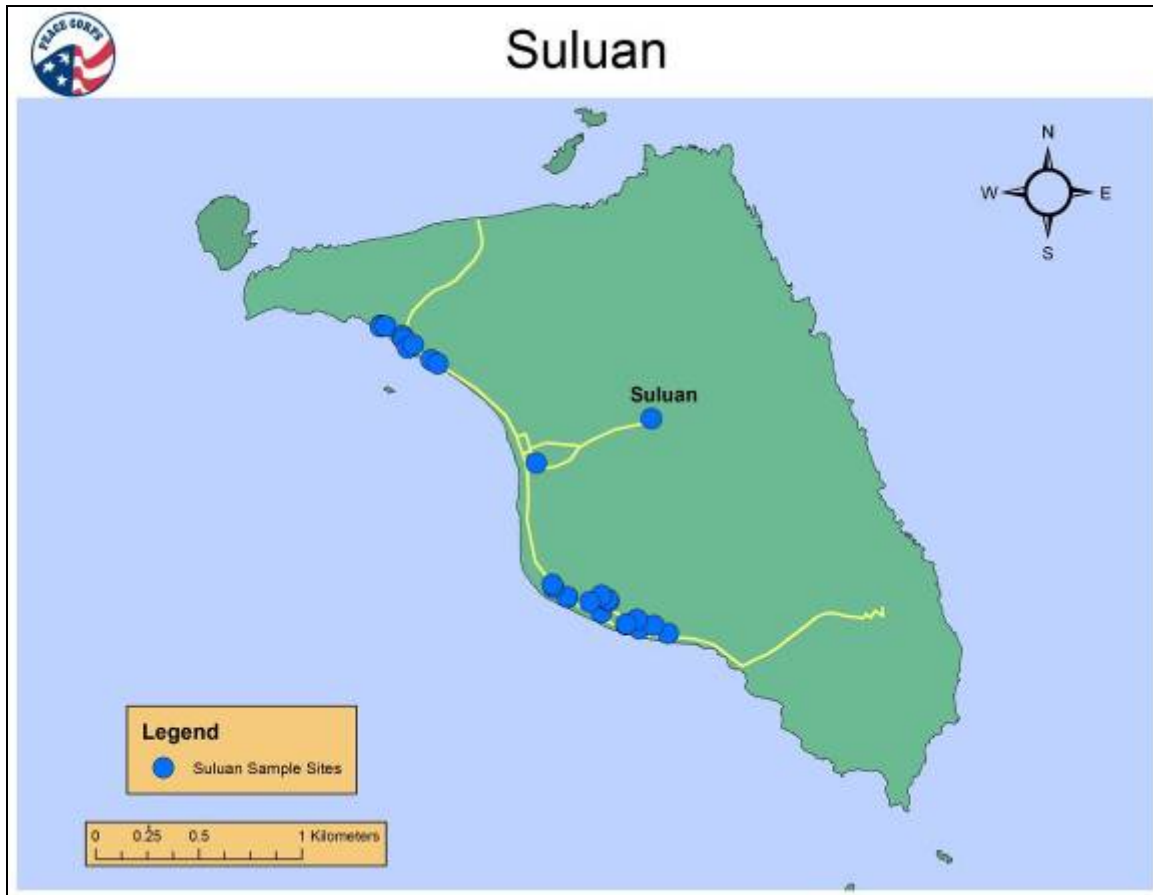 PEACE CORPS
Suluan
N
W E
S
Suluan
Legend
Suluan Sample Sites
0 0.25 0.5 1 Kilometers